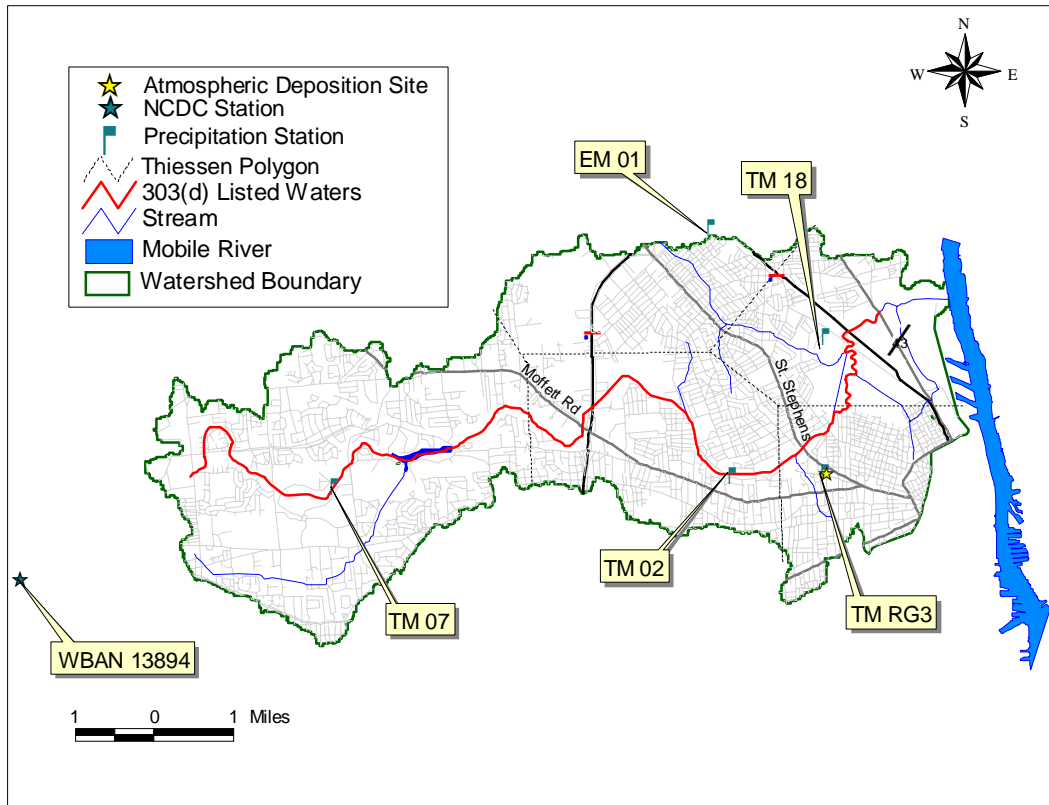 N
W E
S
Atmospheric Deposition Site
NCDC Station
Precipitation Station
Thiessen Polygon
303(d) Listed Waters
Stream
Mobile River
Watershed Boundary
EM 01
TM 18
Moffett Rd
St. Stephens
TM 02
TM 07
TM RG3
WBAN 13894
1 0 1 Miles